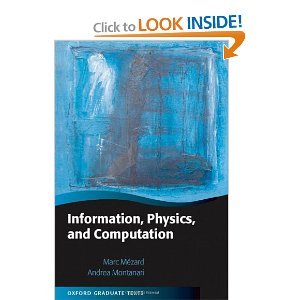 Click to LOOK INSIDE!
Information, Physics,
and Computation
Marc Mézard
Andrea Montanari
OXFORD GRADUATE TEXTS